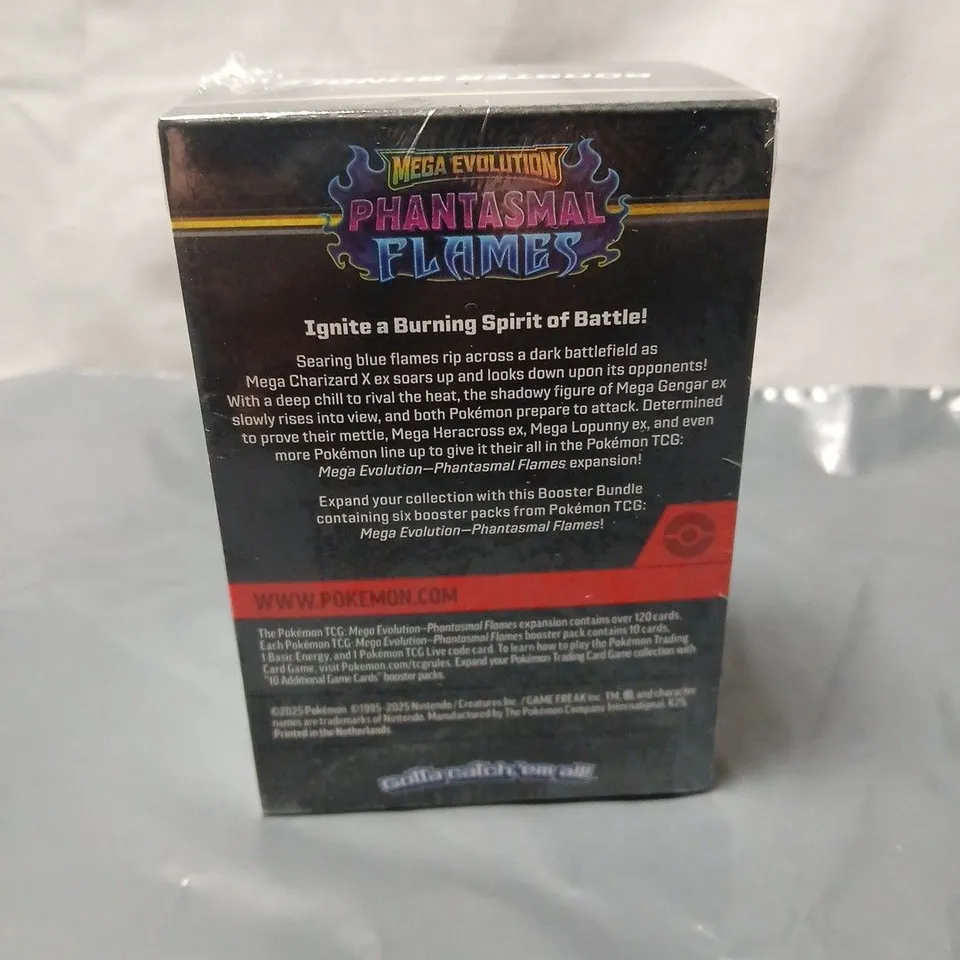 BOOSTER BUNDLE
MEGA EVOLUTION
PHANTASMAL
FLAMES
Ignite a Burning Spirit of Battle!
Searing blue flames rip across a dark battlefield as
Mega Charizard X ex soars up and looks down upon its opponents!
With a deep chill to rival the heat, the shadowy figure of Mega Gengar ex
slowly rises into view, and both Pokémon prepare to attack. Determined
to prove their mettle, Mega Heracross ex, Mega Lopunny ex, and even
more Pokémon line up to give it their all in the Pokémon TCG:
Mega Evolution—Phantasmal Flames expansion!
Expand your collection with this Booster Bundle
containing six booster packs from Pokémon TCG:
Mega Evolution—Phantasmal Flames!
WWW.POKEMON.COM
The Pokémon TCG: Mega Evolution—Phantasmal Flames expansion contains over 120 cards.
Each Pokémon TCG: Mega Evolution—Phantasmal Flames booster pack contains 10 cards,
1 Basic Energy, and 1 Pokémon TCG Live code card. To learn how to play the Pokémon Trading
Card Game, visit Pokemon.com/tcgrules. Expand your Pokémon Trading Card Game collection with
"10 Additional Game Cards" booster packs.
©2025 Pokémon. ©1995-2025 Nintendo / Creatures Inc. / GAME FREAK inc. TM, ®, and character
names are trademarks of Nintendo. Manufactured by The Pokémon Company International. K25
Printed in the Netherlands.
Gotta catch 'em all!